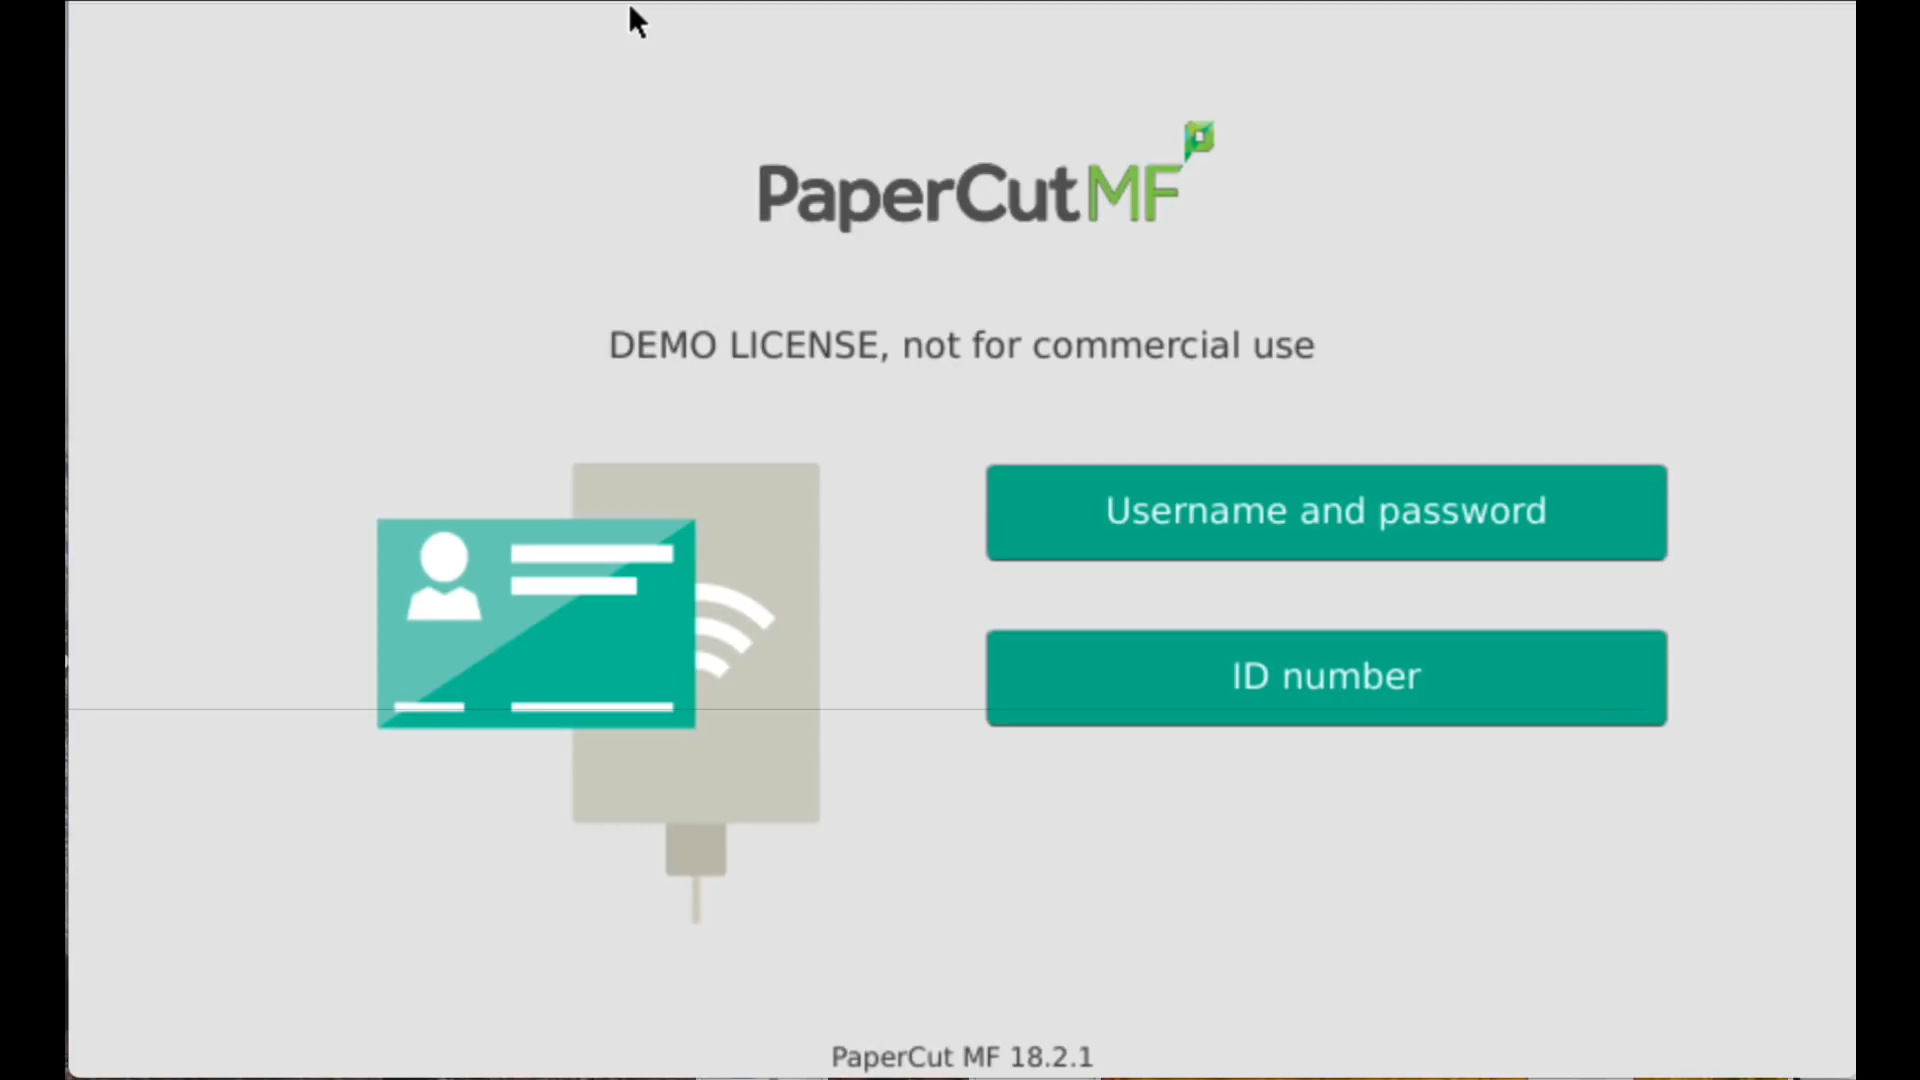 PaperCut MF
DEMO LICENSE, not for commercial use
Username and password
ID number
PaperCut MF 18.2.1